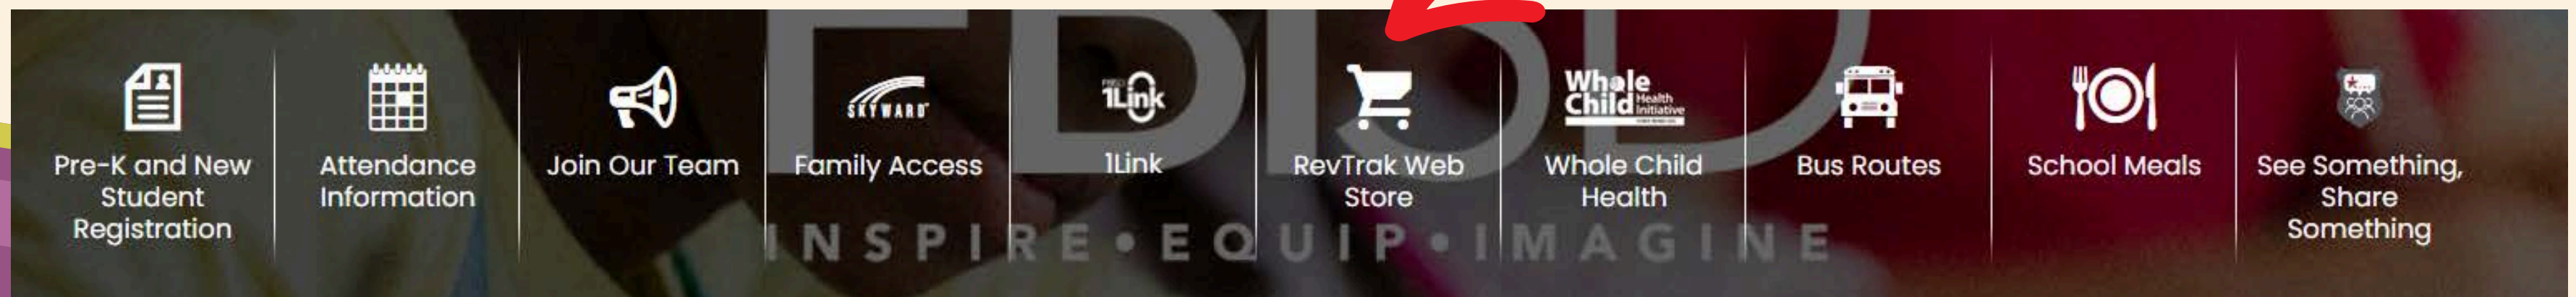 FBISD
SKYWARD
1Link
Whole
Child Health
Initiative
Pre-K and New
Student
Registration
Attendance
Information
Join Our Team
Family Access
1Link
RevTrak Web
Store
Whole Child
Health
Bus Routes
School Meals
See Something,
Share
Something
INSPIRE • EQUIP • IMAGINE